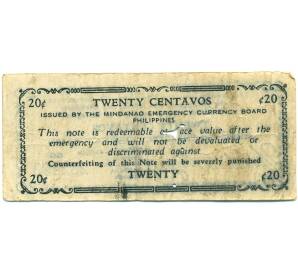 20¢ TWENTY CENTAVOS ¢20
ISSUED BY THE MINDANAO EMERGENCY CURRENCY BOARD
PHILIPPINES
This note is redeemable at face value after the
emergency and will not be devaluated or
discriminated against
Counterfeiting of this Note will be severely punished
20¢ TWENTY ¢20